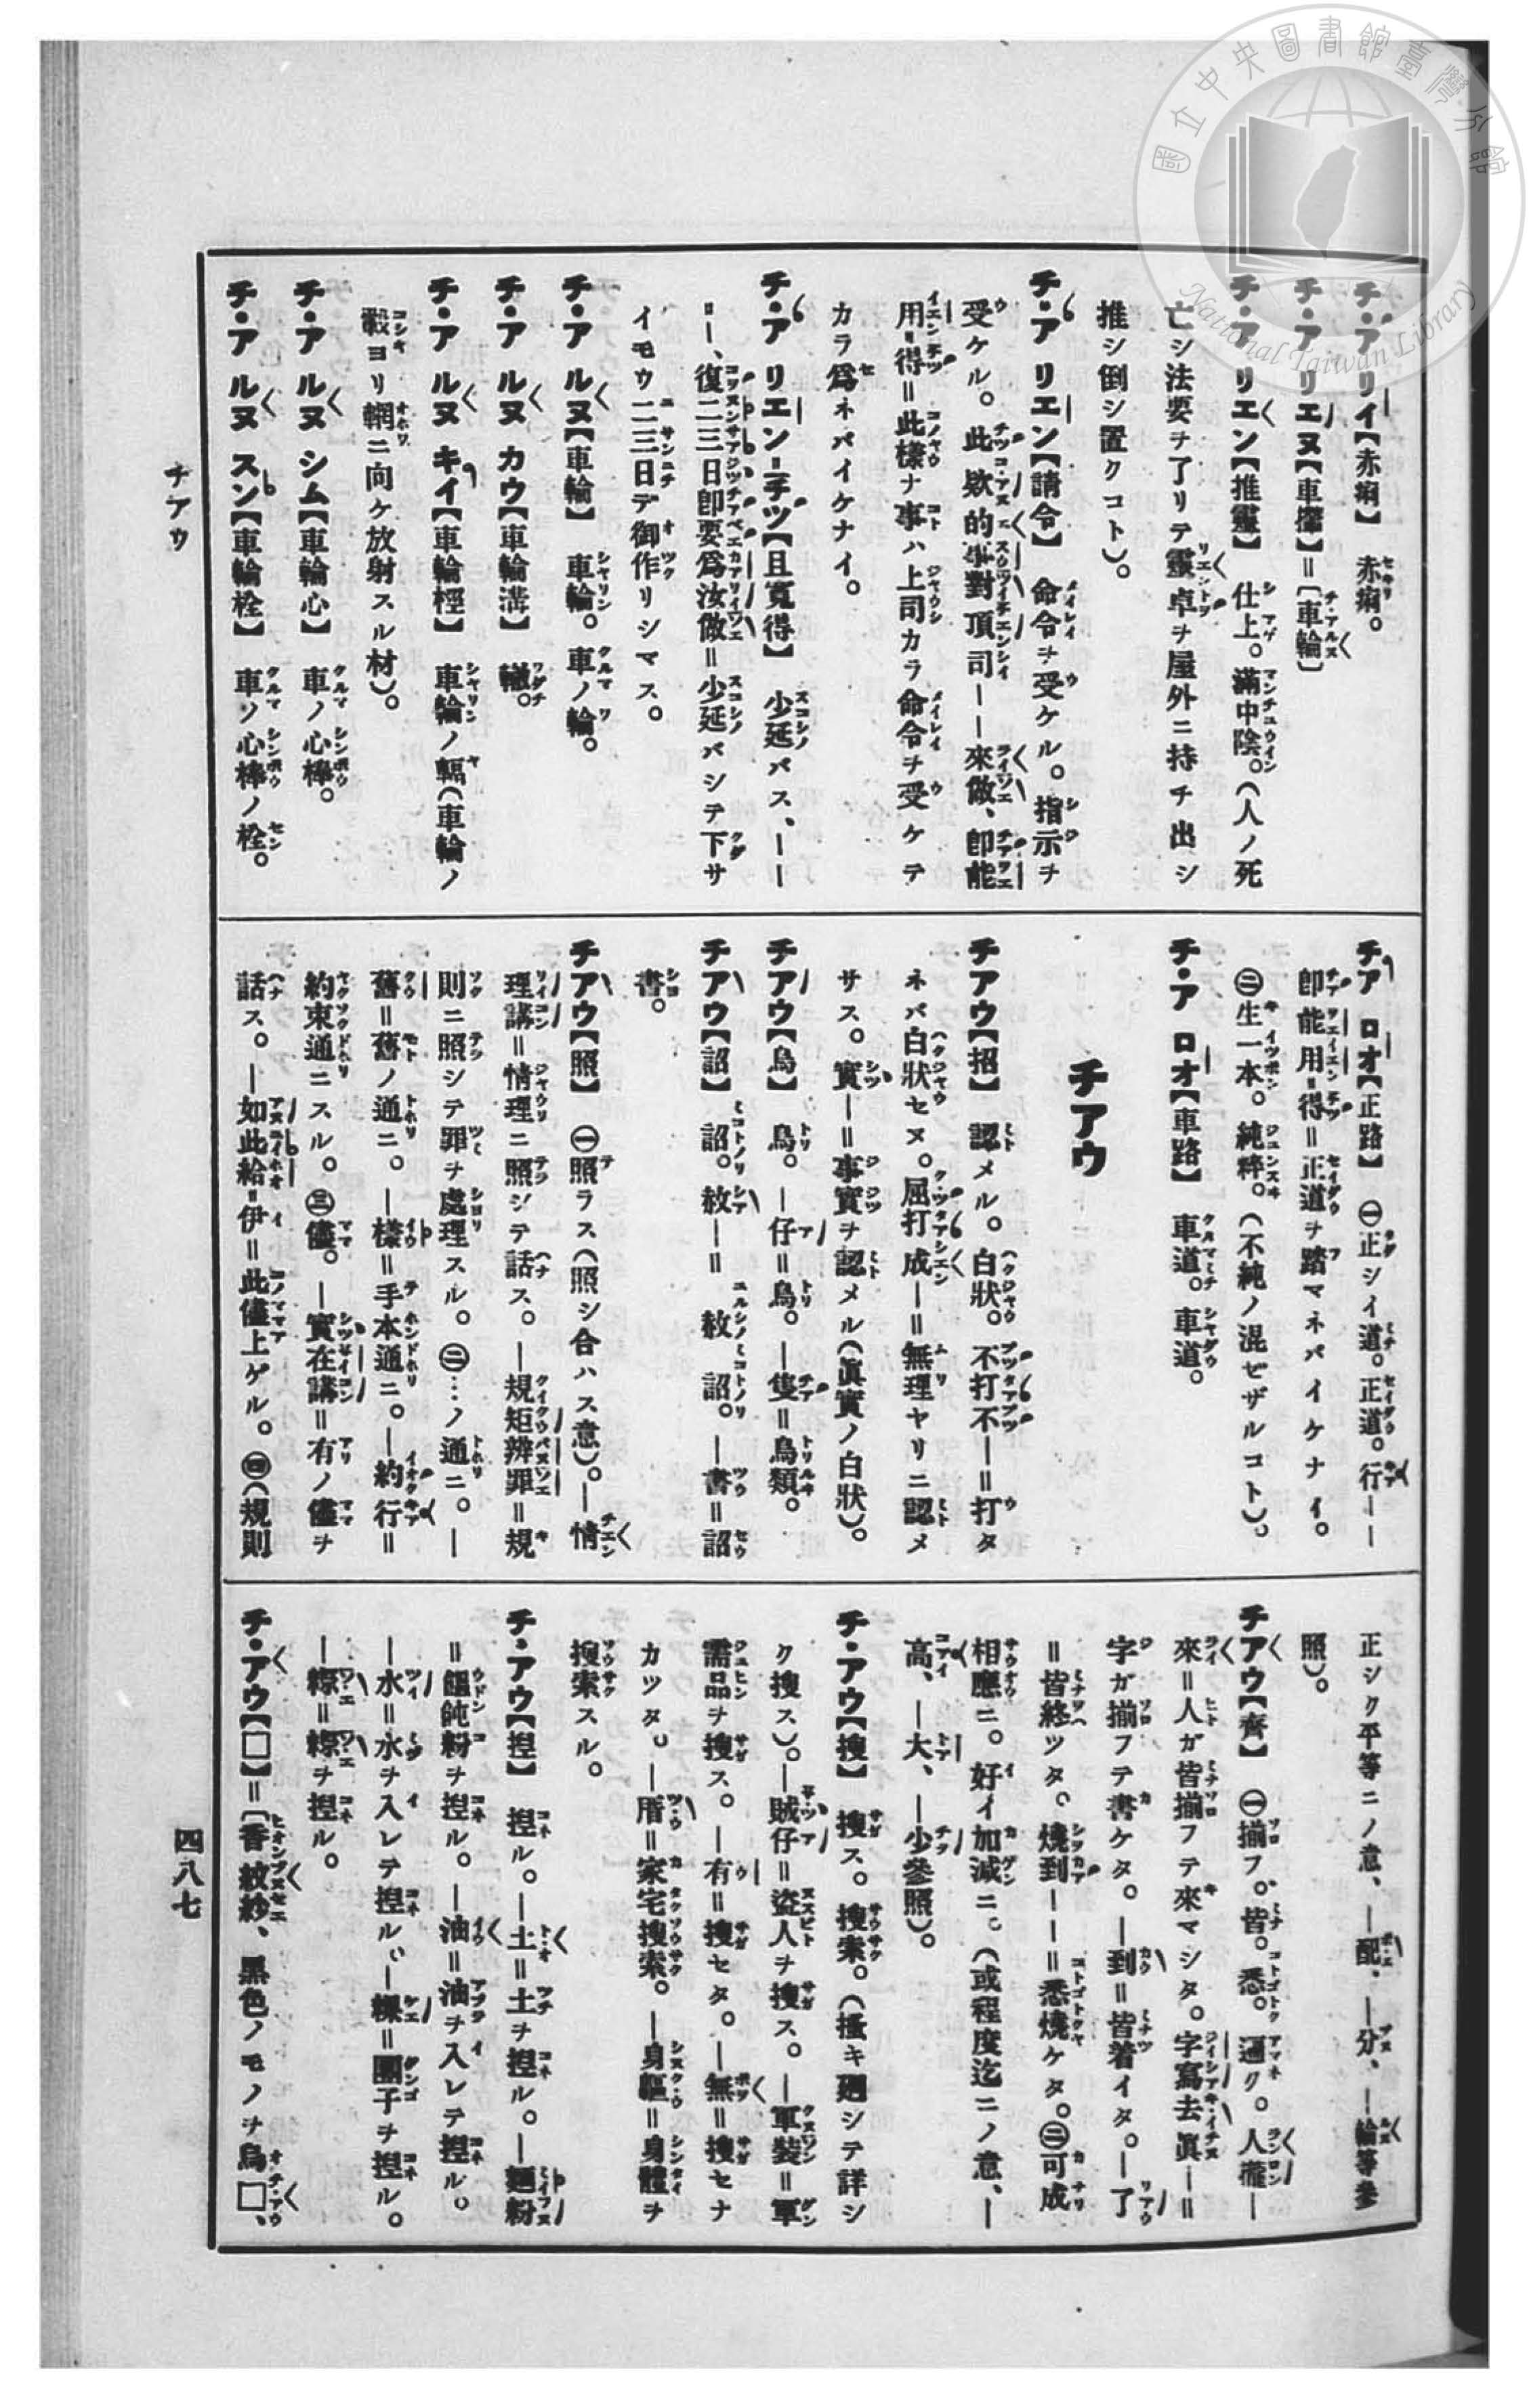 國立中央圖書館臺灣分館
National Taiwan Library
チ・ア リイ【赤痢】 赤痢。
チ・ア リエヌ【車𨏶】=〔車輪〕
チ・ア リエン【推靈】 仕上。滿中陰。(人ノ死
亡シ法要ヲ了リテ靈卓ヲ屋外ニ持チ出シ
推シ倒シ置クコト)。
チ・ア リエン【請令】 命令ヲ受ケル。指示ヲ
受ケル。此款的事對頂司——來做、卽能
用=得=此樣ナ事ハ上司カラ命令ヲ受ケテ
カラ爲ネバイケナイ。
チ・ア リエン=チツ【且寬得】 少延バス、——
=—、復二三日卽要爲汝做=少延バシテ下サ
イモウ二三日デ御作リシマス。
チ・ア ルヌ【車輪】 車輪。車ノ輪。
チ・ア ルヌ カウ【車輪溝】 轍。
チ・ア ルヌ キイ【車輪桱】 車輪ノ輻(車輪ノ
轂ヨリ輞ニ向ケ放射スル材)。
チ・ア ルヌ シム【車輪心】 車ノ心棒。
チ・ア ルヌ スン【車輪栓】 車ノ心棒ノ栓。
チア ロオ【正路】 ㊀正シイ道。正道。行——
卽能用=得=正道ヲ踏マネバイケナイ。
㊁生一本。純粹。(不純ノ混ゼザルコト)。
チ・ア ロオ【車路】 車道。車道。
チアウ
チアウ【招】 認メル。白狀。不打不—=打タ
ネバ白狀セヌ。屈打成—=無理ヤリニ認メ
サス。實—=事實ヲ認メル(眞實ノ白狀)。
チアウ【鳥】 鳥。—仔=鳥。—隻=鳥類。
チアウ【詔】 詔。赦—=赦詔。—書=詔
書。
チアウ【照】 ㊀照ラス(照シ合ハス意)。—情
理講=情理ニ照シテ話ス。—規矩辨罪=規
則ニ照シテ罪ヲ處理スル。㊁…ノ通ニ。—
舊=舊ノ通ニ。—樣=手本通ニ。—約行=
約束通ニスル。㊂儘。—實在講=有ノ儘ヲ
話ス。—如此給=伊=此儘上ゲル。㊃(規則
正シク平等ニノ意、—配、—分、—輪等參
照)。
チアウ【齊】 ㊀揃フ。皆。悉。遍ク。人攏—
來=人ガ皆揃フテ來マシタ。字寫去眞—=
字ガ揃フテ書ケタ。—到=皆着イタ。—了
=皆終ツタ。燒到——=悉燒ケタ。㊁可成
相應ニ。好イ加減ニ。(或程度迄ニノ意、—
高、—大、—少參照)。
チ・アウ【搜】 搜ス。搜索。(搔キ廻シテ詳シ
ク搜ス)。—賊仔=盜人ヲ搜ス。—軍裝=軍
需品ヲ搜ス。—有=搜セタ。—無=搜セナ
カツタ。—厝=家宅搜索。—身軀=身體ヲ
搜索スル。
チ・アウ【揑】 揑ル。—土=土ヲ揑ル。—麵粉
=饂飩粉ヲ揑ル。—油=油ヲ入レテ揑ル。
—水=水ヲ入レテ揑ル、—粿=團子ヲ揑ル。
—粿=粿ヲ揑ル。
チ・アウ【□】=〔香紋紗、黑色ノモノヲ烏□、
チアウ
四八七